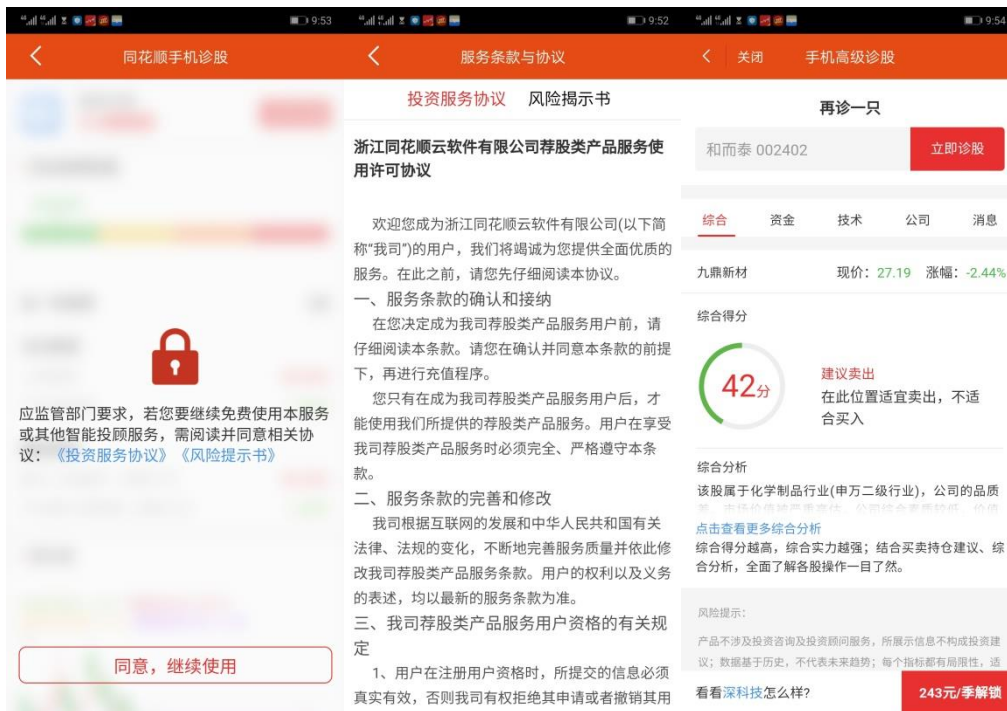 9:53
同花顺手机诊股
应监管部门要求，若您要继续免费使用本服务
或其他智能投顾服务，需阅读并同意相关协
议：《投资服务协议》《风险提示书》
同意，继续使用
9:52
服务条款与协议
投资服务协议 风险揭示书
浙江同花顺云软件有限公司荐股类产品服务使
用许可协议
欢迎您成为浙江同花顺云软件有限公司(以下简
称“我司”)的用户，我们将竭诚为您提供全面优质的
服务。在此之前，请您先仔细阅读本协议。
一、服务条款的确认和接纳
在您决定成为我司荐股类产品服务用户前，请
仔细阅读本条款。请您在确认并同意本条款的前提
下，再进行充值程序。
您只有在成为我司荐股类产品服务用户后，才
能使用我们所提供的荐股类产品服务。用户在享受
我司荐股类产品服务时必须完全、严格遵守本条
款。
二、服务条款的完善和修改
我司根据互联网的发展和中华人民共和国有关
法律、法规的变化，不断地完善服务质量并依此修
改我司荐股类产品服务条款。用户的权利以及义务
的表述，均以最新的服务条款为准。
三、我司荐股类产品服务用户资格的有关规
定
1、用户在注册用户资格时，所提交的信息必须
真实有效，否则我司有权拒绝其申请或者撤销其用
9:54
关闭 手机高级诊股
再诊一只
和而泰 002402 立即诊股
综合 资金 技术 公司 消息
九鼎新材 现价：27.19 涨幅：-2.44%
综合得分
42分
建议卖出
在此位置适宜卖出，不适
合买入
综合分析
该股属于化学制品行业(申万二级行业)，公司的品质
点击查看更多综合分析
综合得分越高，综合实力越强；结合买卖持仓建议、综
合分析，全面了解各股操作一目了然。
风险提示：
产品不涉及投资咨询及投资顾问服务，所展示信息不构成投资建
议；数据基于历史，不代表未来趋势；每个指标都有局限性，适
看看深科技怎么样？ 243元/季解锁